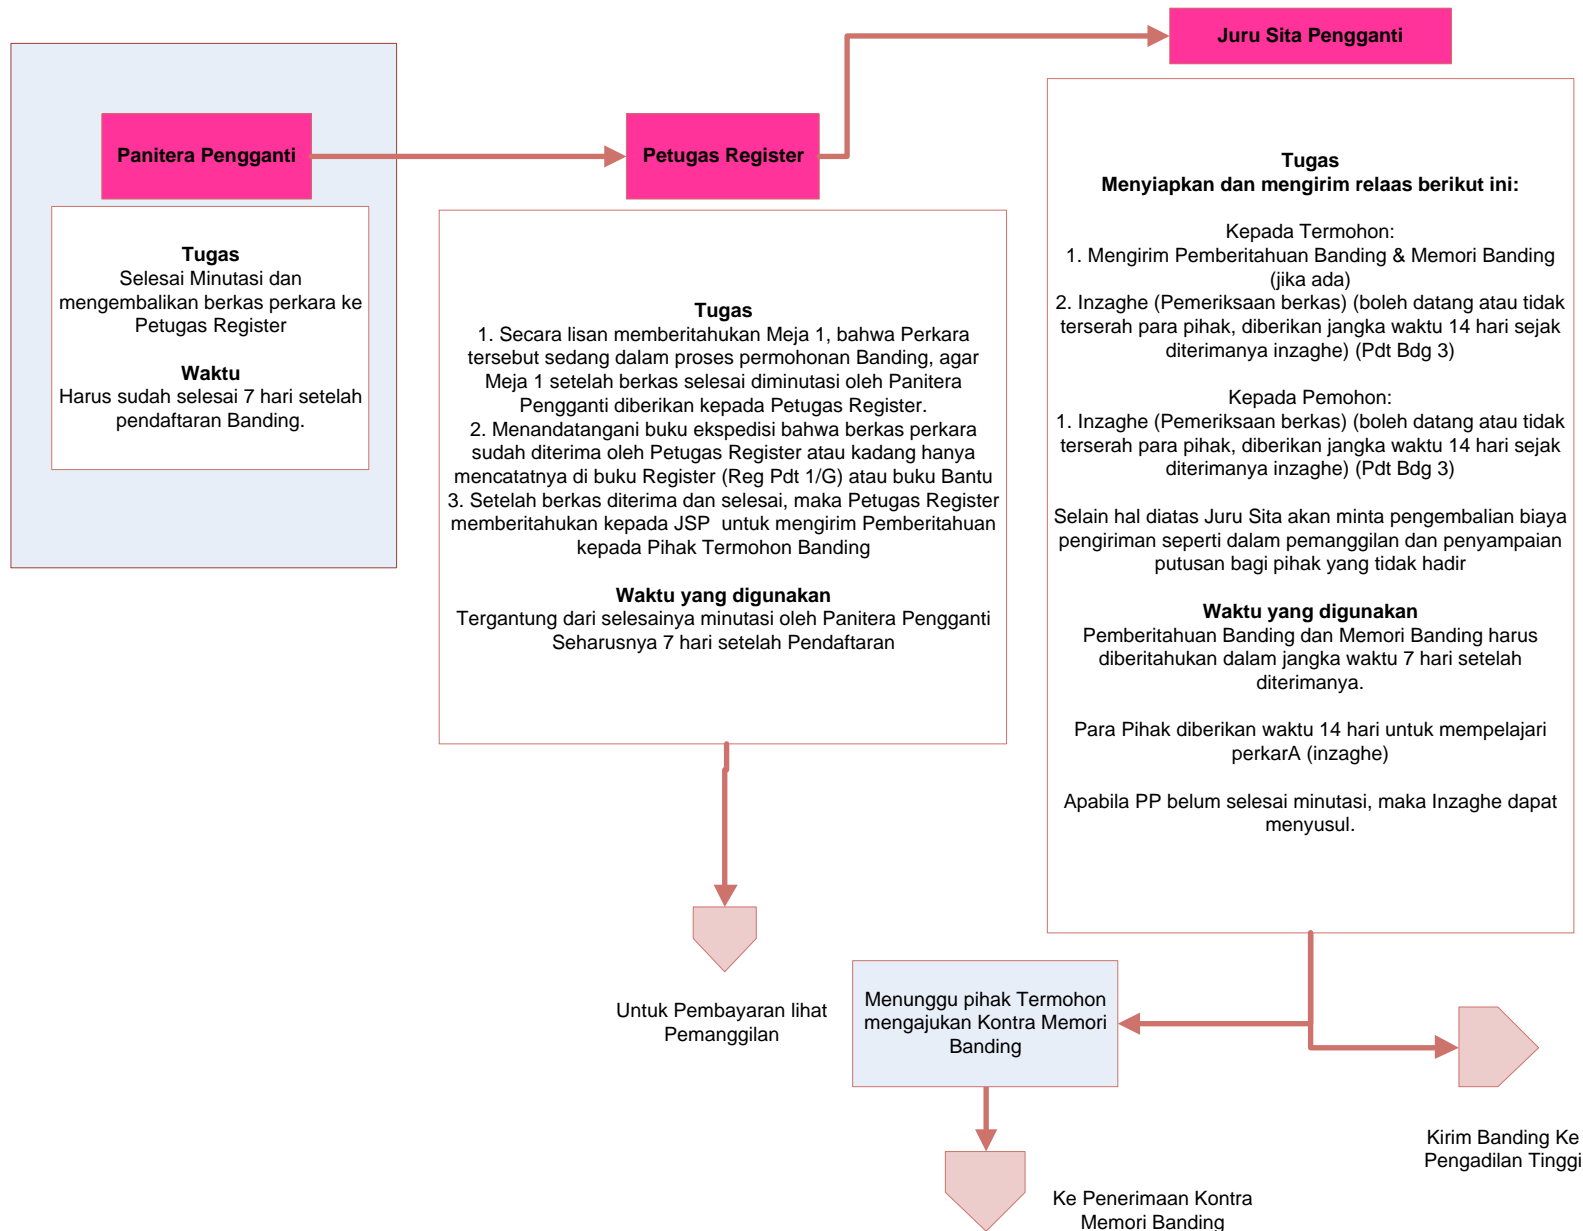 Panitera Pengganti
Tugas
Selesai Minutasi dan
mengembalikan berkas perkara ke
Petugas Register
Waktu
Harus sudah selesai 7 hari setelah
pendaftaran Banding.
Petugas Register
Tugas
1. Secara lisan memberitahukan Meja 1, bahwa Perkara
tersebut sedang dalam proses permohonan Banding, agar
Meja 1 setelah berkas selesai diminutasi oleh Panitera
Pengganti diberikan kepada Petugas Register.
2. Menandatangani buku ekspedisi bahwa berkas perkara
sudah diterima oleh Petugas Register atau kadang hanya
mencatatnya di buku Register (Reg Pdt 1/G) atau buku Bantu
3. Setelah berkas diterima dan selesai, maka Petugas Register
memberitahukan kepada JSP untuk mengirim Pemberitahuan
kepada Pihak Termohon Banding
Waktu yang digunakan
Tergantung dari selesainya minutasi oleh Panitera Pengganti
Seharusnya 7 hari setelah Pendaftaran
Untuk Pembayaran lihat
Pemanggilan
Juru Sita Pengganti
Tugas
Menyiapkan dan mengirim relaas berikut ini:
Kepada Termohon:
1. Mengirim Pemberitahuan Banding & Memori Banding
(jika ada)
2. Inzaghe (Pemeriksaan berkas) (boleh datang atau tidak
terserah para pihak, diberikan jangka waktu 14 hari sejak
diterimanya inzaghe) (Pdt Bdg 3)
Kepada Pemohon:
1. Inzaghe (Pemeriksaan berkas) (boleh datang atau tidak
terserah para pihak, diberikan jangka waktu 14 hari sejak
diterimanya inzaghe) (Pdt Bdg 3)
Selain hal diatas Juru Sita akan minta pengembalian biaya
pengiriman seperti dalam pemanggilan dan penyampaian
putusan bagi pihak yang tidak hadir
Waktu yang digunakan
Pemberitahuan Banding dan Memori Banding harus
diberitahukan dalam jangka waktu 7 hari setelah
diterimanya.
Para Pihak diberikan waktu 14 hari untuk mempelajari
perkarA (inzaghe)
Apabila PP belum selesai minutasi, maka Inzaghe dapat
menyusul.
Menunggu pihak Termohon
mengajukan Kontra Memori
Banding
Kirim Banding Ke
Pengadilan Tinggi
Ke Penerimaan Kontra
Memori Banding